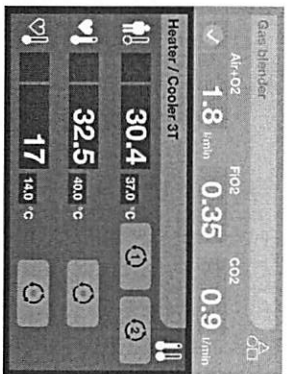 Gas blender
Air+O2 FiO2 CO2
1.8 l/min 0.35 0.9 l/min
Heater / Cooler 3T
30.4 37.0 °C 1 2
32.5 40.0 °C
17 14.0 °C